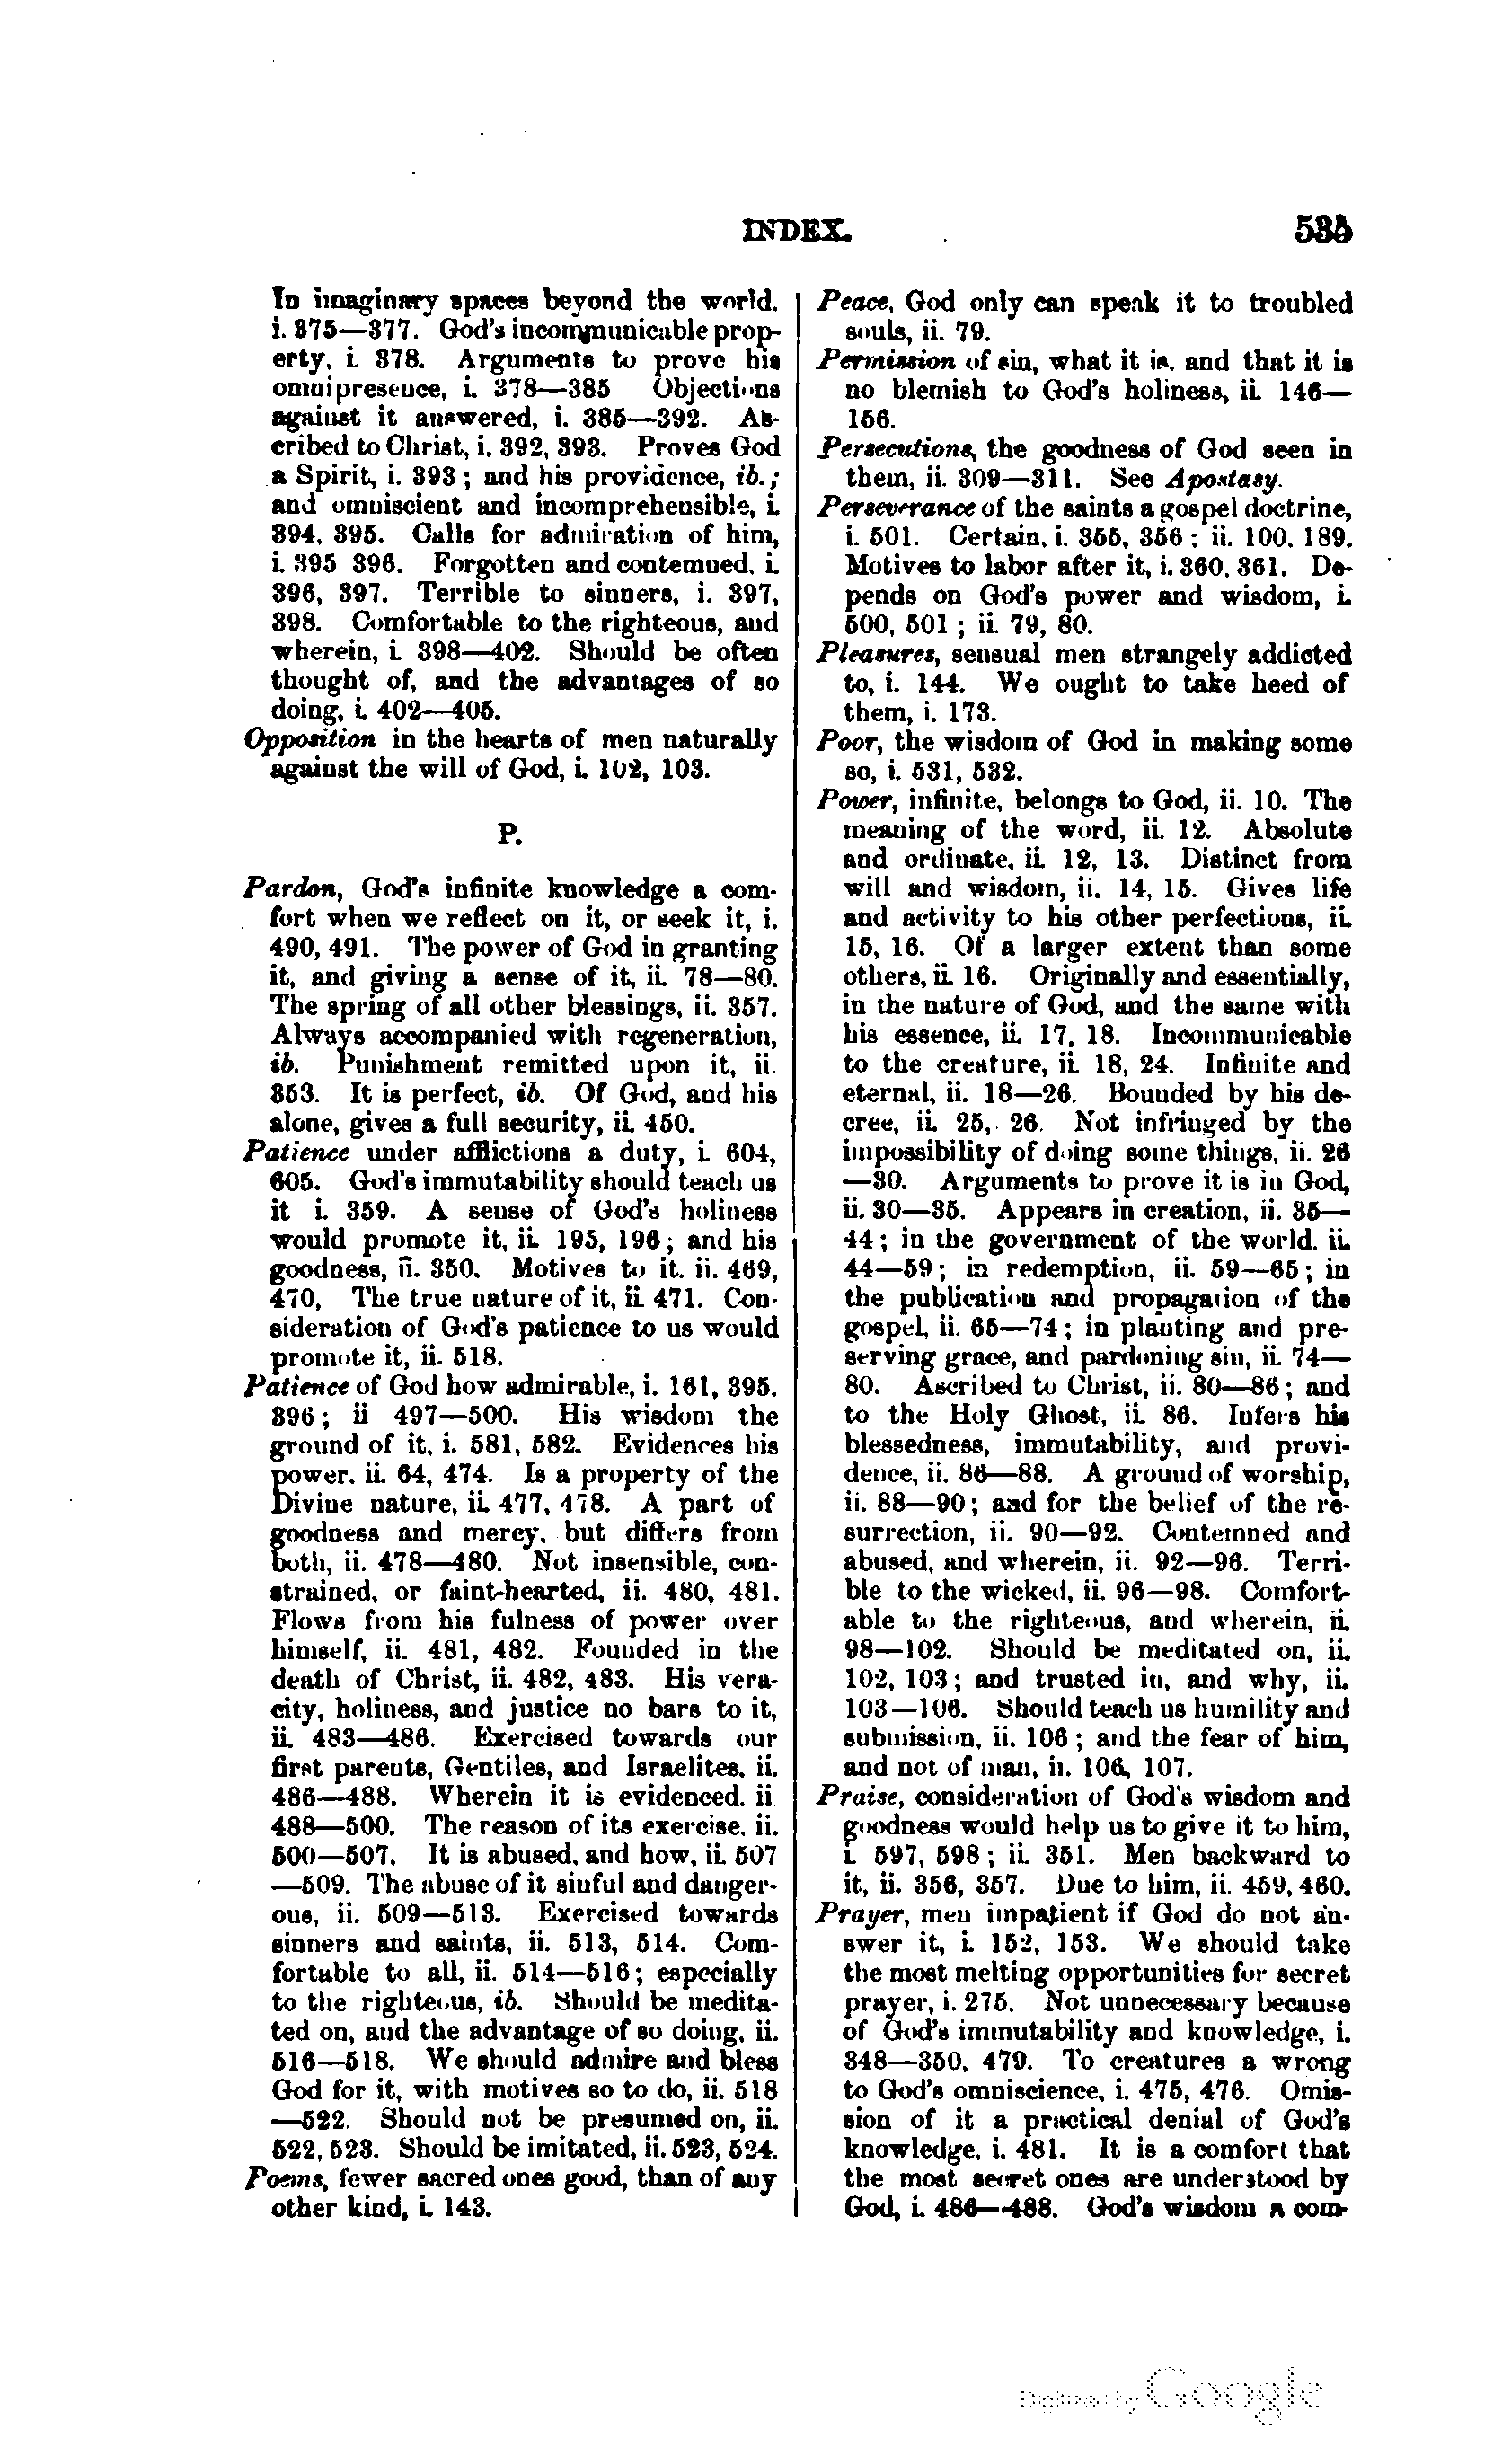 INDEX.
535
In imaginary spaces beyond the world.
i. 375—377. God's incommunicable prop-
erty, i. 378. Arguments to prove his
omnipresence, i. 378—385 Objections
against it answered, i. 385—392. As-
cribed to Christ, i. 392, 393. Proves God
a Spirit, i. 393; and his providence, ib.;
and omniscient and incomprehensible, i.
394, 395. Calls for admiration of him,
i. 395 396. Forgotten and contemned. i.
396, 397. Terrible to sinners, i. 397,
398. Comfortable to the righteous, and
wherein, i. 398—402. Should be often
thought of, and the advantages of so
doing, i. 402—405.
Opposition in the hearts of men naturally
against the will of God, i. 102, 103.
P.
Pardon, God's infinite knowledge a com-
fort when we reflect on it, or seek it, i.
490, 491. The power of God in granting
it, and giving a sense of it, ii. 78—80.
The spring of all other blessings, ii. 357.
Always accompanied with regeneration,
ib. Punishment remitted upon it, ii.
353. It is perfect, ib. Of God, and his
alone, gives a full security, ii. 450.
Patience under afflictions a duty, i. 604,
605. God's immutability should teach us
it i. 359. A sense of God's holiness
would promote it, ii. 195, 196; and his
goodness, ii. 350. Motives to it. ii. 469,
470, The true nature of it, ii. 471. Con-
sideration of God's patience to us would
promote it, ii. 518.
Patience of God how admirable, i. 161, 395.
396; ii 497—500. His wisdom the
ground of it, i. 581, 582. Evidences his
power. ii. 64, 474. Is a property of the
Divine nature, ii. 477, 478. A part of
goodness and mercy, but differs from
both, ii. 478—480. Not insensible, con-
strained, or faint-hearted, ii. 480, 481.
Flows from his fulness of power over
himself, ii. 481, 482. Founded in the
death of Christ, ii. 482, 483. His vera-
city, holiness, and justice no bars to it,
ii. 483—486. Exercised towards our
first parents, Gentiles, and Israelites. ii.
486—488. Wherein it is evidenced. ii
488—500. The reason of its exercise. ii.
500—507. It is abused, and how, ii. 507
—509. The abuse of it sinful and danger-
ous, ii. 509—513. Exercised towards
sinners and saints, ii. 513, 514. Com-
fortable to all, ii. 514—516; especially
to the righteous, ib. Should be medita-
ted on, and the advantage of so doing, ii.
516—518. We should admire and bless
God for it, with motives so to do, ii. 518
—522. Should not be presumed on, ii.
522, 523. Should be imitated, ii. 523, 524.
Poems, fewer sacred ones good, than of any
other kind, i. 143.
Peace, God only can speak it to troubled
souls, ii. 79.
Permission of sin, what it is. and that it is
no blemish to God's holiness, ii. 146—
156.
Persecutions, the goodness of God seen in
them, ii. 309—311. See Apostasy.
Perseverance of the saints a gospel doctrine,
i. 501. Certain, i. 355, 356; ii. 100. 189.
Motives to labor after it, i. 360. 361. De-
pends on God's power and wisdom, i.
500, 501; ii. 79, 80.
Pleasures, sensual men strangely addicted
to, i. 144. We ought to take heed of
them, i. 173.
Poor, the wisdom of God in making some
so, i. 531, 532.
Power, infinite, belongs to God, ii. 10. The
meaning of the word, ii. 12. Absolute
and ordinate. ii. 12, 13. Distinct from
will and wisdom, ii. 14, 15. Gives life
and activity to his other perfections, ii.
15, 16. Of a larger extent than some
others, ii. 16. Originally and essentially,
in the nature of God, and the same with
his essence, ii. 17, 18. Incommunicable
to the creature, ii. 18, 24. Infinite and
eternal, ii. 18—26. Bounded by his de-
cree, ii. 25, 26. Not infringed by the
impossibility of doing some things, ii. 26
—30. Arguments to prove it is in God,
ii. 30—35. Appears in creation, ii. 35—
44; in the government of the world. ii.
44—59; in redemption, ii. 59—65; in
the publication and propagation of the
gospel, ii. 65—74; in planting and pre-
serving grace, and pardoning sin, ii. 74—
80. Ascribed to Christ, ii. 80—86; and
to the Holy Ghost, ii. 86. Infers his
blessedness, immutability, and provi-
dence, ii. 86—88. A ground of worship,
ii. 88—90; and for the belief of the re-
surrection, ii. 90—92. Contemned and
abused, and wherein, ii. 92—96. Terri-
ble to the wicked, ii. 96—98. Comfort-
able to the righteous, and wherein, ii.
98—102. Should be meditated on, ii.
102, 103; and trusted in, and why, ii.
103—106. Should teach us humility and
submission, ii. 106; and the fear of him,
and not of man, ii. 106, 107.
Praise, consideration of God's wisdom and
goodness would help us to give it to him,
i. 597, 598; ii. 351. Men backward to
it, ii. 356, 357. Due to him, ii. 459, 460.
Prayer, men impatient if God do not an-
swer it, i. 152, 153. We should take
the most melting opportunities for secret
prayer, i. 275. Not unnecessary because
of God's immutability and knowledge, i.
348—350, 479. To creatures a wrong
to God's omniscience, i. 475, 476. Omis-
sion of it a practical denial of God's
knowledge, i. 481. It is a comfort that
the most secret ones are understood by
God, i. 486—488. God's wisdom a com-
Digitized by Google